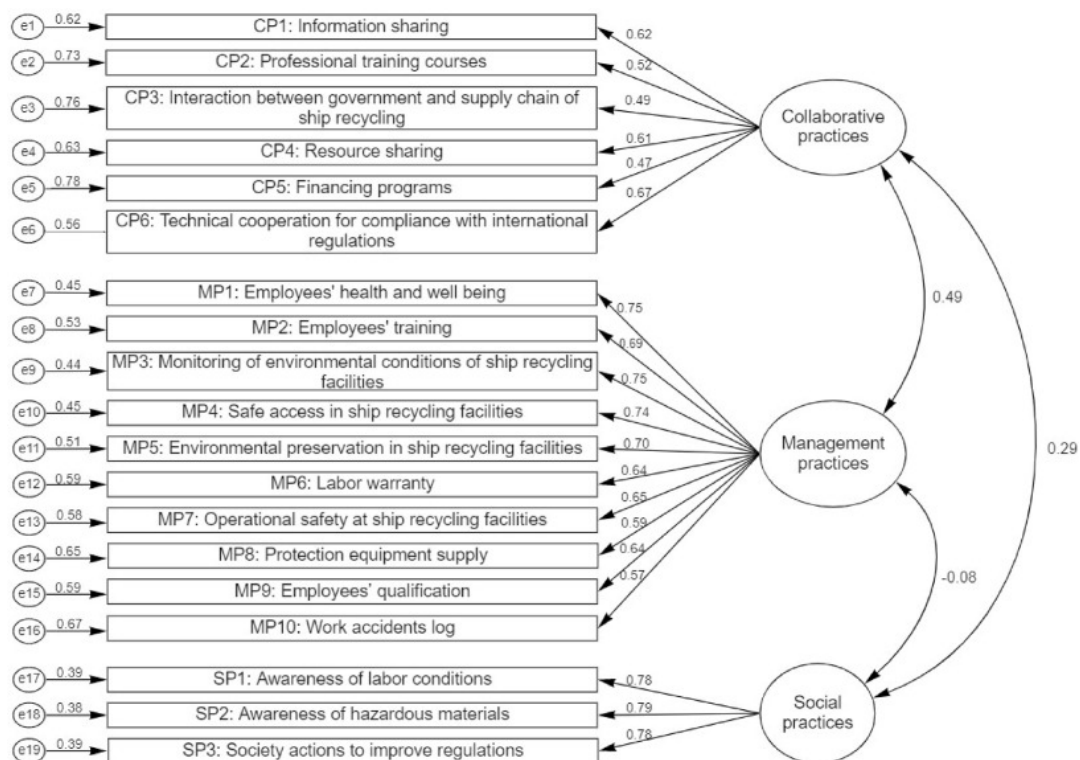 e1 0.62 CP1: Information sharing 0.62
e2 0.73 CP2: Professional training courses 0.52
e3 0.76 CP3: Interaction between government and supply chain of
ship recycling 0.49
e4 0.63 CP4: Resource sharing 0.61
e5 0.78 CP5: Financing programs 0.47
e6 0.56 CP6: Technical cooperation for compliance with international
regulations 0.67
Collaborative
practices
e7 0.45 MP1: Employees' health and well being 0.75
e8 0.53 MP2: Employees' training 0.69
e9 0.44 MP3: Monitoring of environmental conditions of ship recycling
facilities 0.75
e10 0.45 MP4: Safe access in ship recycling facilities 0.74
e11 0.51 MP5: Environmental preservation in ship recycling facilities 0.70
e12 0.59 MP6: Labor warranty 0.64
e13 0.58 MP7: Operational safety at ship recycling facilities 0.65
e14 0.65 MP8: Protection equipment supply 0.59
e15 0.59 MP9: Employees' qualification 0.64
e16 0.67 MP10: Work accidents log 0.57
Management
practices
e17 0.39 SP1: Awareness of labor conditions 0.78
e18 0.38 SP2: Awareness of hazardous materials 0.79
e19 0.39 SP3: Society actions to improve regulations 0.78
Social
practices
0.49
0.29
-0.08